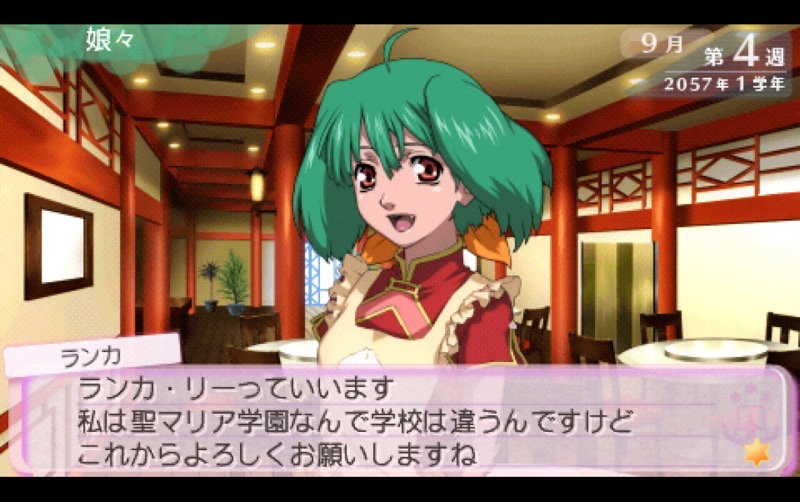 娘々
9月 第4週
2057年1学年
ランカ
ランカ・リーっていいます
私は聖マリア学園なんで学校は違うんですけど
これからよろしくお願いしますね